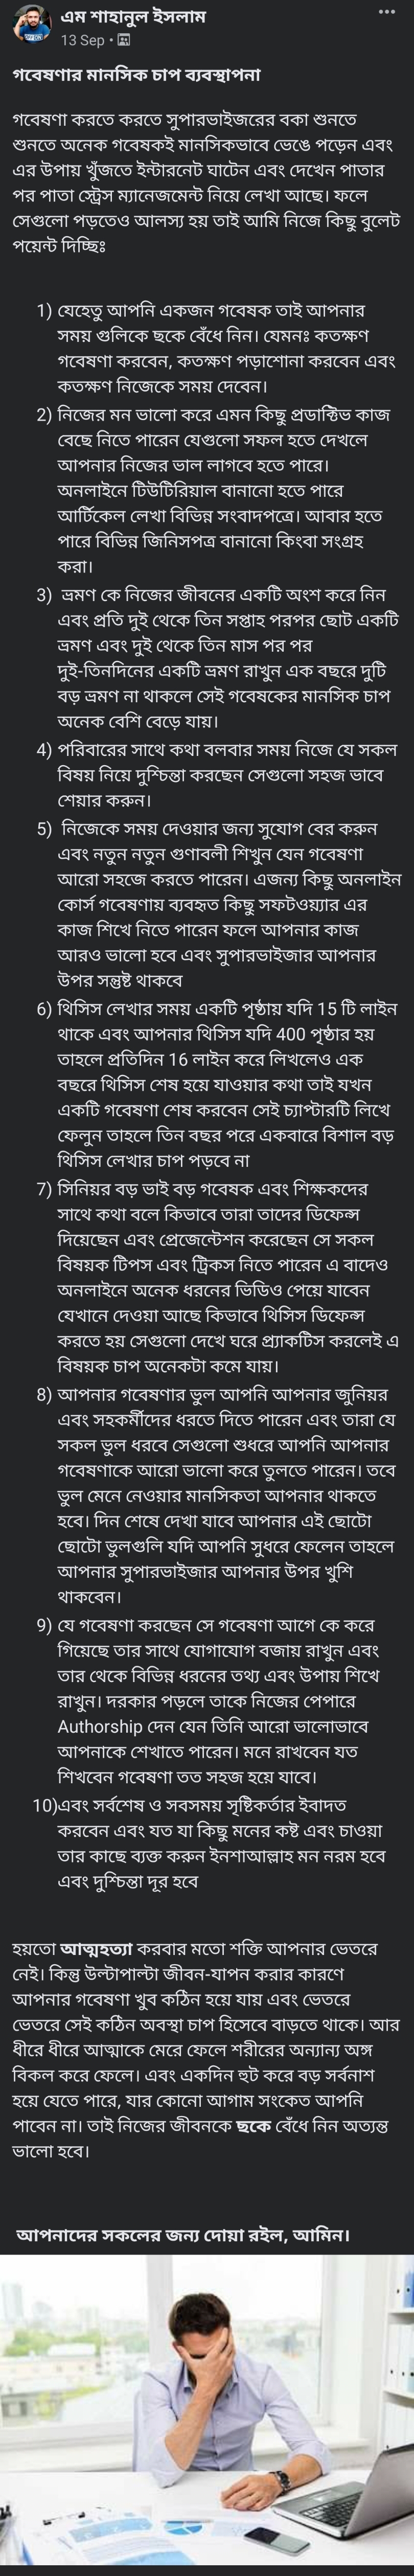 এম শাহানুল ইসলাম
13 Sep •
গবেষণার মানসিক চাপ ব্যবস্থাপনা
গবেষণা করতে করতে সুপারভাইজরের বকা শুনতে
শুনতে অনেক গবেষকই মানসিকভাবে ভেঙে পড়েন এবং
এর উপায় খুঁজতে ইন্টারনেট ঘাটেন এবং দেখেন পাতার
পর পাতা স্ট্রেস ম্যানেজমেন্ট নিয়ে লেখা আছে। ফলে
সেগুলো পড়তেও আলস্য হয় তাই আমি নিজে কিছু বুলেট
পয়েন্ট দিচ্ছিঃ
1) যেহেতু আপনি একজন গবেষক তাই আপনার
সময় গুলিকে ছকে বেঁধে নিন। যেমনঃ কতক্ষণ
গবেষণা করবেন, কতক্ষণ পড়াশোনা করবেন এবং
কতক্ষণ নিজেকে সময় দেবেন।
2) নিজের মন ভালো করে এমন কিছু প্রডাক্টিভ কাজ
বেছে নিতে পারেন যেগুলো সফল হতে দেখলে
আপনার নিজের ভাল লাগবে হতে পারে।
অনলাইনে টিউটিরিয়াল বানানো হতে পারে
আর্টিকেল লেখা বিভিন্ন সংবাদপত্রে। আবার হতে
পারে বিভিন্ন জিনিসপত্র বানানো কিংবা সংগ্রহ
করা।
3) ভ্রমণ কে নিজের জীবনের একটি অংশ করে নিন
এবং প্রতি দুই থেকে তিন সপ্তাহ পরপর ছোট একটি
ভ্রমণ এবং দুই থেকে তিন মাস পর পর
দুই-তিনদিনের একটি ভ্রমণ রাখুন এক বছরে দুটি
বড় ভ্রমণ না থাকলে সেই গবেষকের মানসিক চাপ
অনেক বেশি বেড়ে যায়।
4) পরিবারের সাথে কথা বলবার সময় নিজে যে সকল
বিষয় নিয়ে দুশ্চিন্তা করছেন সেগুলো সহজ ভাবে
শেয়ার করুন।
5) নিজেকে সময় দেওয়ার জন্য সুযোগ বের করুন
এবং নতুন নতুন গুণাবলী শিখুন যেন গবেষণা
আরো সহজে করতে পারেন। এজন্য কিছু অনলাইন
কোর্স গবেষণায় ব্যবহৃত কিছু সফটওয়্যার এর
কাজ শিখে নিতে পারেন ফলে আপনার কাজ
আরও ভালো হবে এবং সুপারভাইজার আপনার
উপর সন্তুষ্ট থাকবে
6) থিসিস লেখার সময় একটি পৃষ্ঠায় যদি 15 টি লাইন
থাকে এবং আপনার থিসিস যদি 400 পৃষ্ঠার হয়
তাহলে প্রতিদিন 16 লাইন করে লিখলেও এক
বছরে থিসিস শেষ হয়ে যাওয়ার কথা তাই যখন
একটি গবেষণা শেষ করবেন সেই চ্যাপ্টারটি লিখে
ফেলুন তাহলে তিন বছর পরে একবারে বিশাল বড়
থিসিস লেখার চাপ পড়বে না
7) সিনিয়র বড় ভাই বড় গবেষক এবং শিক্ষকদের
সাথে কথা বলে কিভাবে তারা তাদের ডিফেন্স
দিয়েছেন এবং প্রেজেন্টেশন করেছেন সে সকল
বিষয়ক টিপস এবং ট্রিকস নিতে পারেন এ বাদেও
অনলাইনে অনেক ধরনের ভিডিও পেয়ে যাবেন
যেখানে দেওয়া আছে কিভাবে থিসিস ডিফেন্স
করতে হয় সেগুলো দেখে ঘরে প্র্যাকটিস করলেই এ
বিষয়ক চাপ অনেকটা কমে যায়।
8) আপনার গবেষণার ভুল আপনি আপনার জুনিয়র
এবং সহকর্মীদের ধরতে দিতে পারেন এবং তারা যে
সকল ভুল ধরবে সেগুলো শুধরে আপনি আপনার
গবেষণাকে আরো ভালো করে তুলতে পারেন। তবে
ভুল মেনে নেওয়ার মানসিকতা আপনার থাকতে
হবে। দিন শেষে দেখা যাবে আপনার এই ছোটো
ছোটো ভুলগুলি যদি আপনি সুধরে ফেলেন তাহলে
আপনার সুপারভাইজার আপনার উপর খুশি
থাকবেন।
9) যে গবেষণা করছেন সে গবেষণা আগে কে করে
গিয়েছে তার সাথে যোগাযোগ বজায় রাখুন এবং
তার থেকে বিভিন্ন ধরনের তথ্য এবং উপায় শিখে
রাখুন। দরকার পড়লে তাকে নিজের পেপারে
Authorship দেন যেন তিনি আরো ভালোভাবে
আপনাকে শেখাতে পারেন। মনে রাখবেন যত
শিখবেন গবেষণা তত সহজ হয়ে যাবে।
10)এবং সর্বশেষ ও সবসময় সৃষ্টিকর্তার ইবাদত
করবেন এবং যত যা কিছু মনের কষ্ট এবং চাওয়া
তার কাছে ব্যক্ত করুন ইনশাআল্লাহ মন নরম হবে
এবং দুশ্চিন্তা দূর হবে
হয়তো আত্মহত্যা করবার মতো শক্তি আপনার ভেতরে
নেই। কিন্তু উল্টাপাল্টা জীবন-যাপন করার কারণে
আপনার গবেষণা খুব কঠিন হয়ে যায় এবং ভেতরে
ভেতরে সেই কঠিন অবস্থা চাপ হিসেবে বাড়তে থাকে। আর
ধীরে ধীরে আত্মাকে মেরে ফেলে শরীরের অন্যান্য অঙ্গ
বিকল করে ফেলে। এবং একদিন হুট করে বড় সর্বনাশ
হয়ে যেতে পারে, যার কোনো আগাম সংকেত আপনি
পাবেন না। তাই নিজের জীবনকে ছকে বেঁধে নিন অত্যন্ত
ভালো হবে।
আপনাদের সকলের জন্য দোয়া রইল, আমিন।